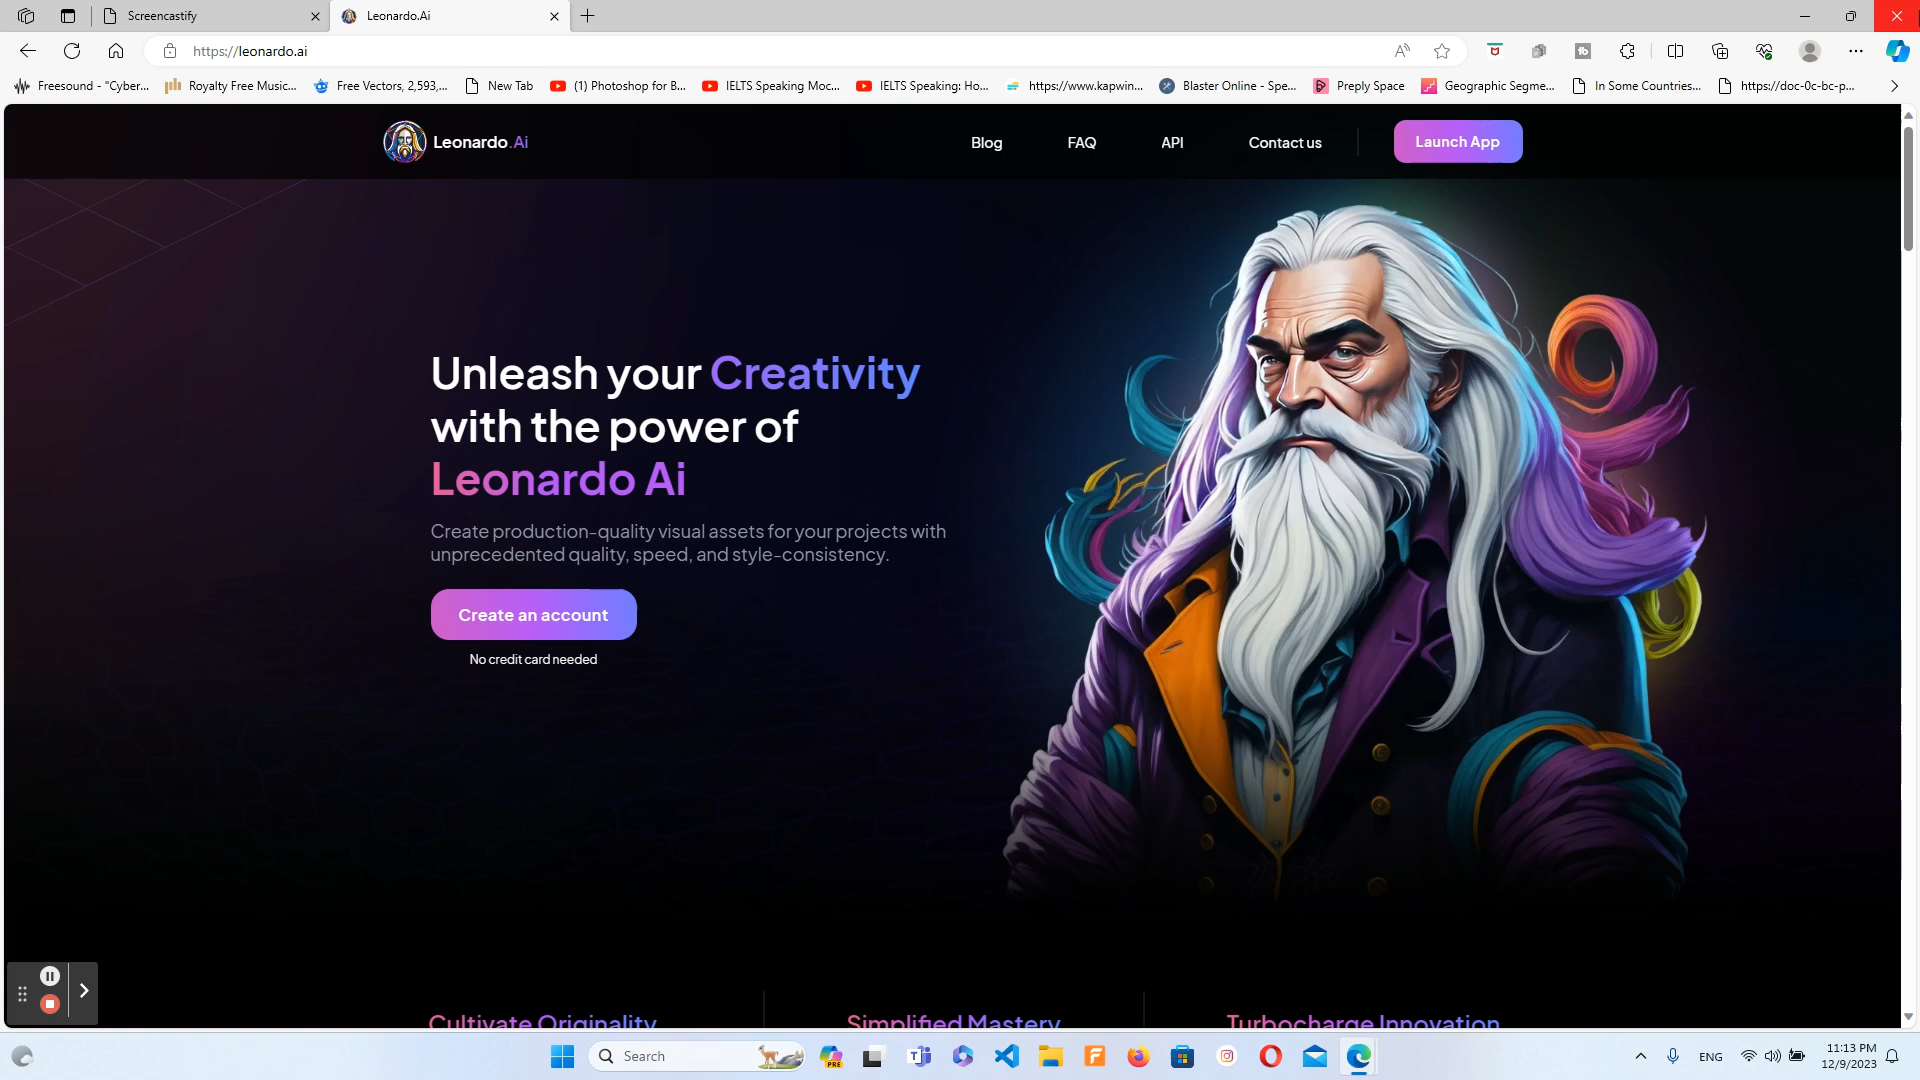 Screencastify
Leonardo.Ai
https://leonardo.ai
Freesound - "Cyber...
Royalty Free Music...
Free Vectors, 2,593,...
New Tab
(1) Photoshop for B...
IELTS Speaking Moc...
IELTS Speaking: Ho...
https://www.kapwin...
Blaster Online - Spe...
Preply Space
Geographic Segme...
In Some Countries...
https://doc-0c-bc-p...
Leonardo.Ai
Blog
FAQ
API
Contact us
Launch App
Unleash your Creativity
with the power of
Leonardo Ai
Create production-quality visual assets for your projects with
unprecedented quality, speed, and style-consistency.
Create an account
No credit card needed
Cultivate Originality
Simplified Mastery
Turbocharge Innovation
Search
PRE
ENG
11:13 PM
12/9/2023